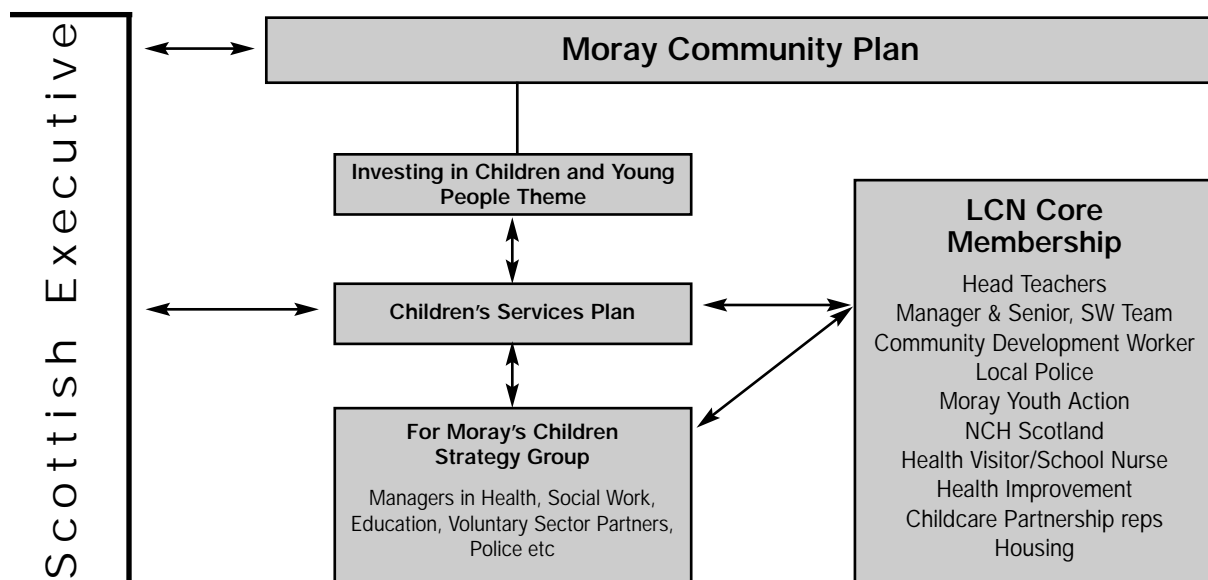 Scottish Executive
Moray Community Plan
Investing in Children and Young
People Theme
Children’s Services Plan
For Moray’s Children
Strategy Group
Managers in Health, Social Work,
Education, Voluntary Sector Partners,
Police etc
LCN Core
Membership
Head Teachers
Manager & Senior, SW Team
Community Development Worker
Local Police
Moray Youth Action
NCH Scotland
Health Visitor/School Nurse
Health Improvement
Childcare Partnership reps
Housing